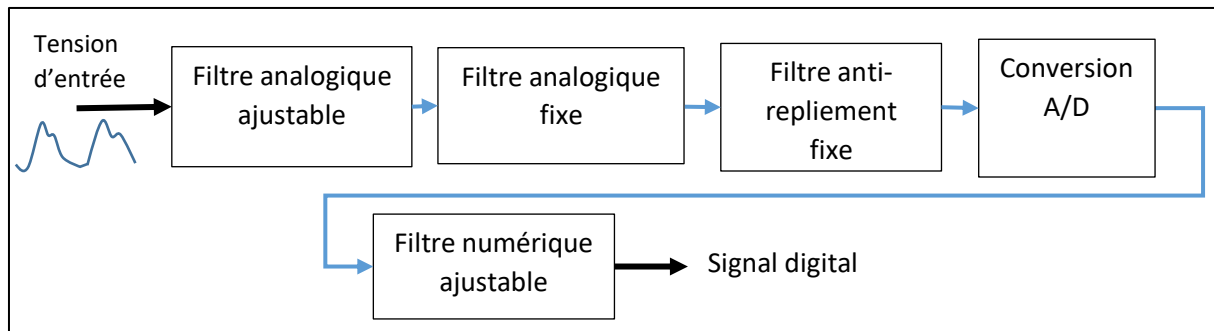 Tension
d’entrée
Filtre analogique
ajustable
Filtre analogique
fixe
Filtre anti-
repliement
fixe
Conversion
A/D
Filtre numérique
ajustable
Signal digital